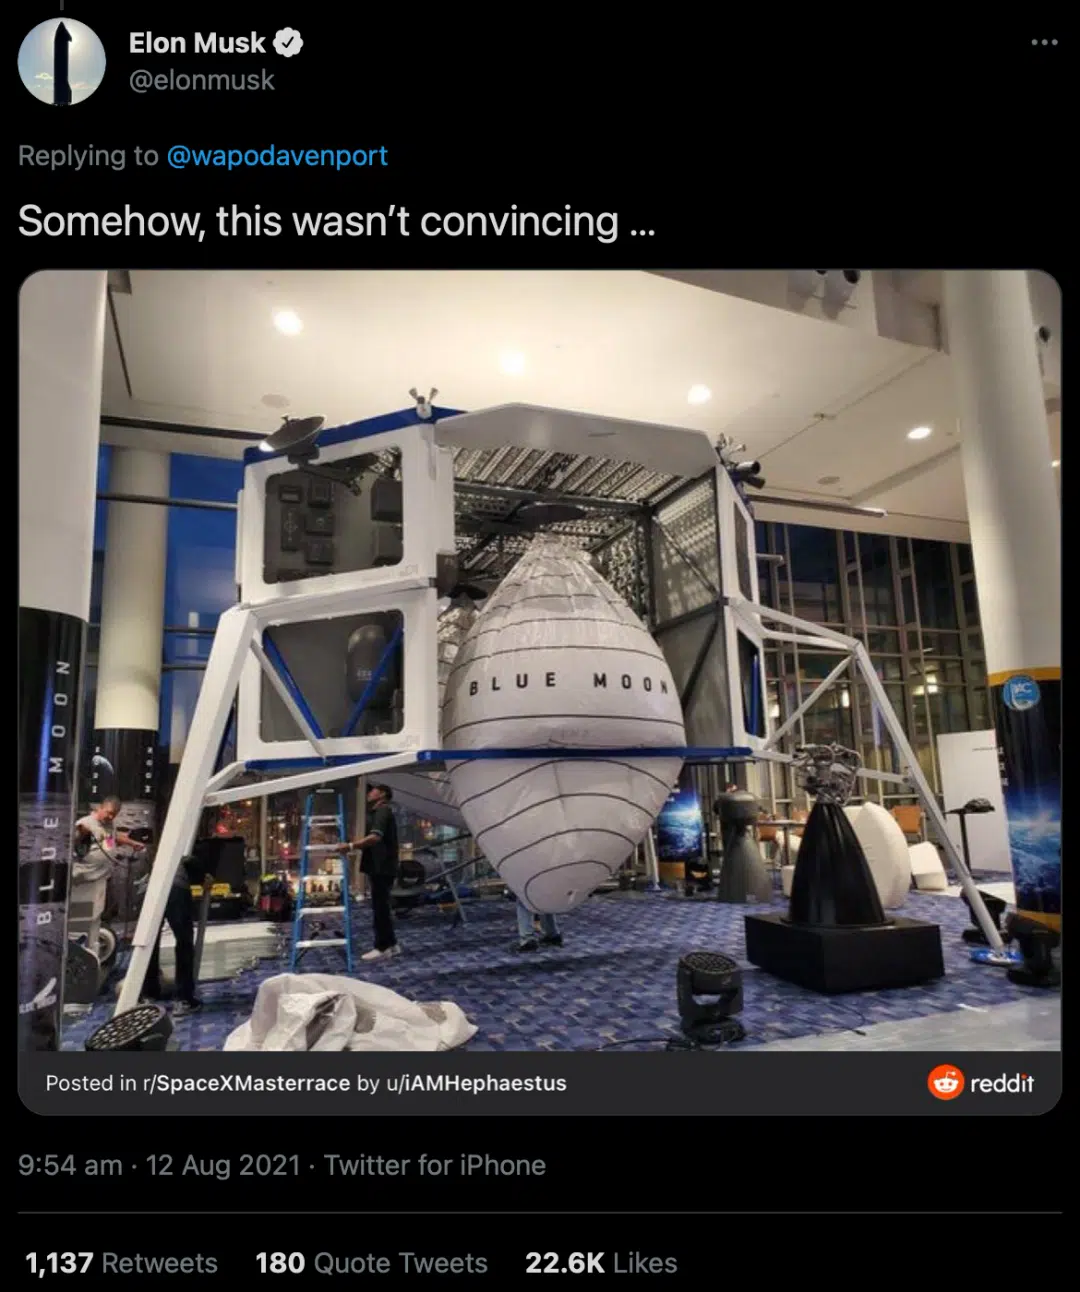 Elon Musk
@elonmusk
Replying to @wapodavenport
Somehow, this wasn't convincing ...
BLUE MOON
BLUE MOON
Posted in r/SpaceXMasterrace by u/iAMHephaestus
reddit
9:54 am · 12 Aug 2021 · Twitter for iPhone
1,137 Retweets 180 Quote Tweets 22.6K Likes